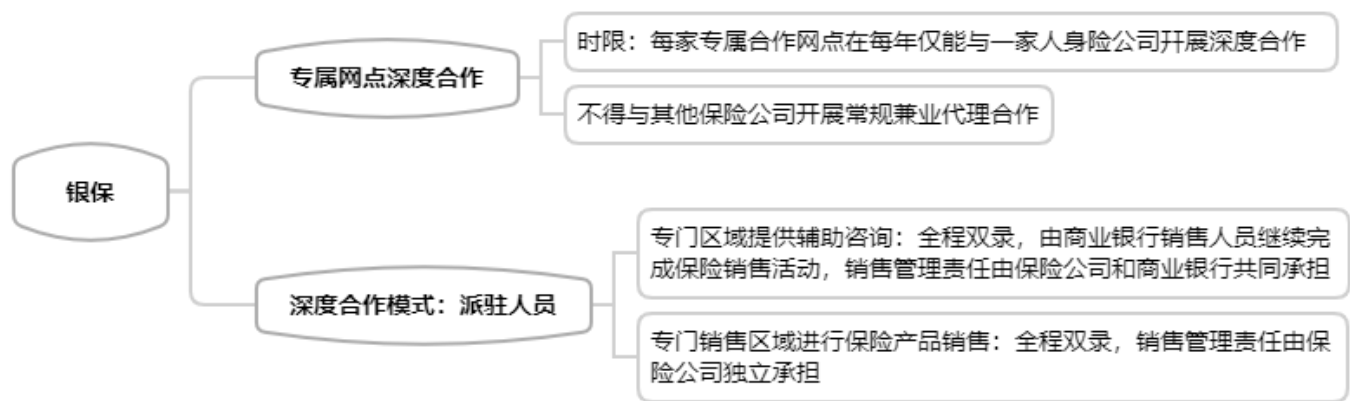 银保
专属网点深度合作
时限：每家专属合作网点在每年仅能与一家人身险公司开展深度合作
不得与其他保险公司开展常规兼业代理合作
深度合作模式：派驻人员
专门区域提供辅助咨询：全程双录，由商业银行销售人员继续完
成保险销售活动，销售管理责任由保险公司和商业银行共同承担
专门销售区域进行保险产品销售：全程双录，销售管理责任由保
险公司独立承担